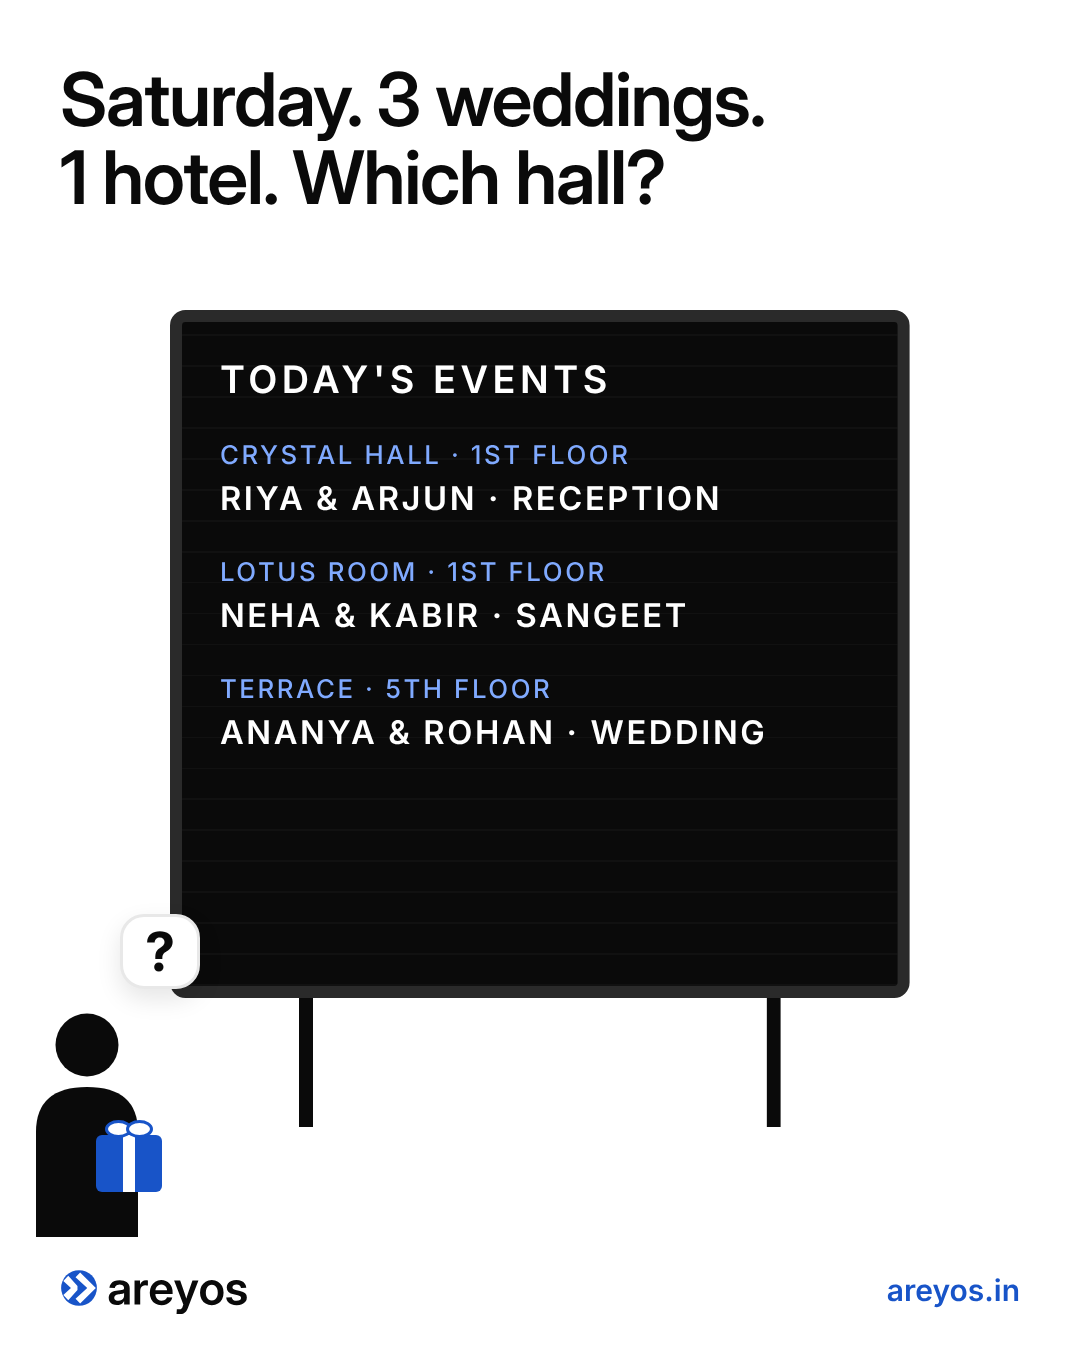 Saturday. 3 weddings.
1 hotel. Which hall?
TODAY'S EVENTS
CRYSTAL HALL · 1ST FLOOR
RIYA & ARJUN · RECEPTION
LOTUS ROOM · 1ST FLOOR
NEHA & KABIR · SANGEET
TERRACE · 5TH FLOOR
ANANYA & ROHAN · WEDDING
?
areyos
areyos.in